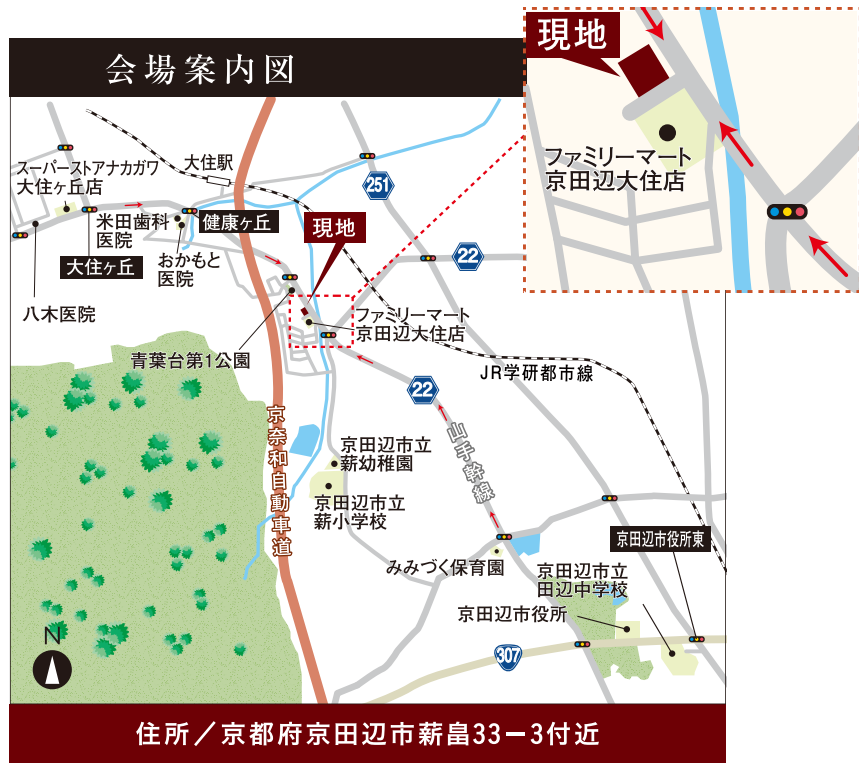 現地
会場案内図
ファミリーマート
京田辺大住店
大住駅
スーパーストアナカガワ
大住ヶ丘店
251
米田歯科
医院
健康ヶ丘
現地
大住ヶ丘
おかもと
医院
22
八木医院
ファミリーマート
京田辺大住店
青葉台第1公園
JR学研都市線
22
京奈和自動車道
山手幹線
京田辺市立
薪幼稚園
京田辺市立
薪小学校
京田辺市役所東
みみづく保育園
京田辺市立
田辺中学校
京田辺市役所
307
N
住所／京都府京田辺市薪畠33−3付近